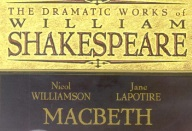 THE DRAMATIC WORKS of
WILLIAM
SHAKESPEARE
Nicol Jane
WILLIAMSON LAPOTIRE
MACBETH